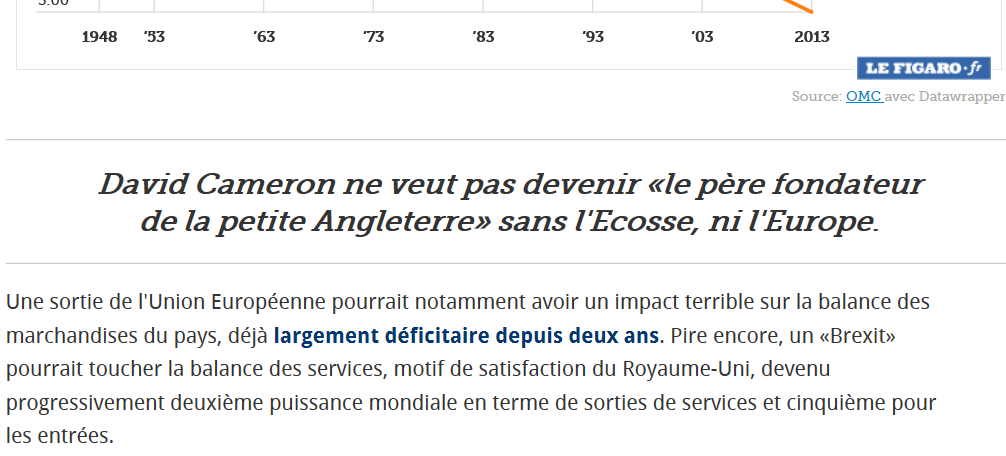 3.00
1948 '53 '63 '73 '83 '93 '03 2013
LE FIGARO·fr
Source: OMC avec Datawrapper
David Cameron ne veut pas devenir «le père fondateur
de la petite Angleterre» sans l'Ecosse, ni l'Europe.
Une sortie de l'Union Européenne pourrait notamment avoir un impact terrible sur la balance des
marchandises du pays, déjà largement déficitaire depuis deux ans. Pire encore, un «Brexit»
pourrait toucher la balance des services, motif de satisfaction du Royaume-Uni, devenu
progressivement deuxième puissance mondiale en terme de sorties de services et cinquième pour
les entrées.